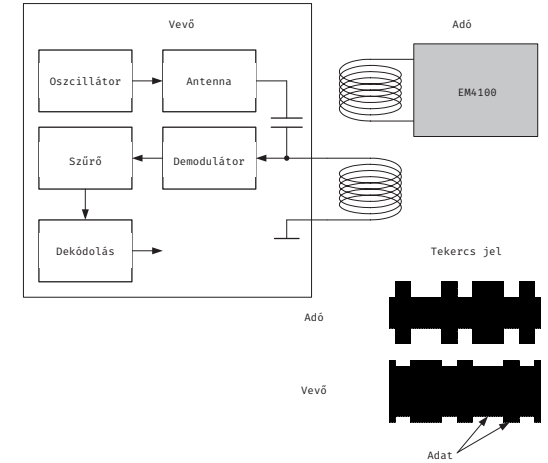 Vevő
Adó
Oszcillátor
Antenna
EM4100
Szűrő
Demodulátor
Dekódolás
Tekercs jel
Adó
Vevő
Adat